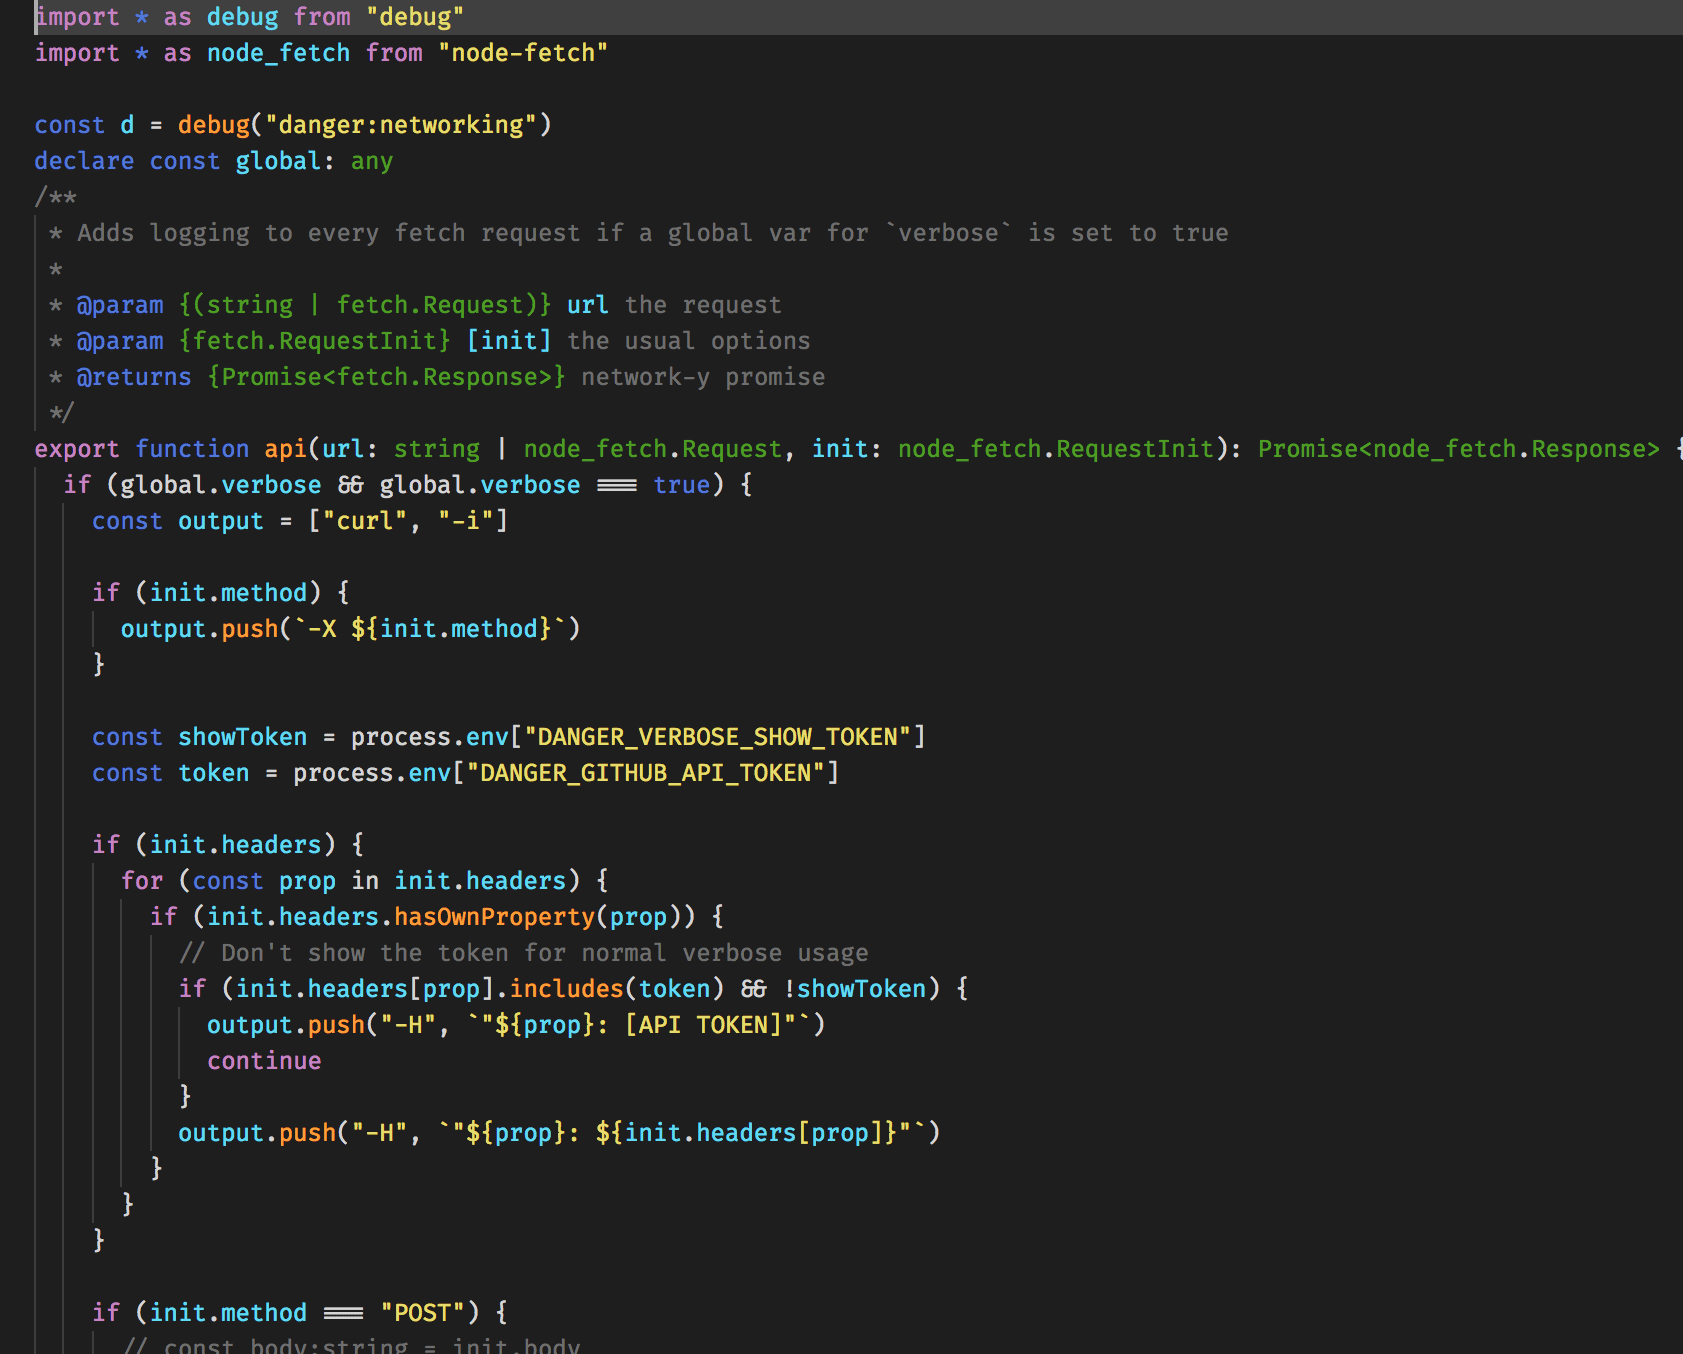 import * as debug from "debug"
import * as node_fetch from "node-fetch"

const d = debug("danger:networking")
declare const global: any
/**
 * Adds logging to every fetch request if a global var for `verbose` is set to true
 *
 * @param {(string | fetch.Request)} url the request
 * @param {fetch.RequestInit} [init] the usual options
 * @returns {Promise<fetch.Response>} network-y promise
 */
export function api(url: string | node_fetch.Request, init: node_fetch.RequestInit): Promise<node_fetch.Response> {
  if (global.verbose && global.verbose === true) {
    const output = ["curl", "-i"]

    if (init.method) {
      output.push(`-X ${init.method}`)
    }

    const showToken = process.env["DANGER_VERBOSE_SHOW_TOKEN"]
    const token = process.env["DANGER_GITHUB_API_TOKEN"]

    if (init.headers) {
      for (const prop in init.headers) {
        if (init.headers.hasOwnProperty(prop)) {
          // Don't show the token for normal verbose usage
          if (init.headers[prop].includes(token) && !showToken) {
            output.push("-H", `"${prop}: [API TOKEN]"`)
            continue
          }
          output.push("-H", `"${prop}: ${init.headers[prop]}"`)
        }
      }
    }

    if (init.method === "POST") {
      // const body:string = init.body